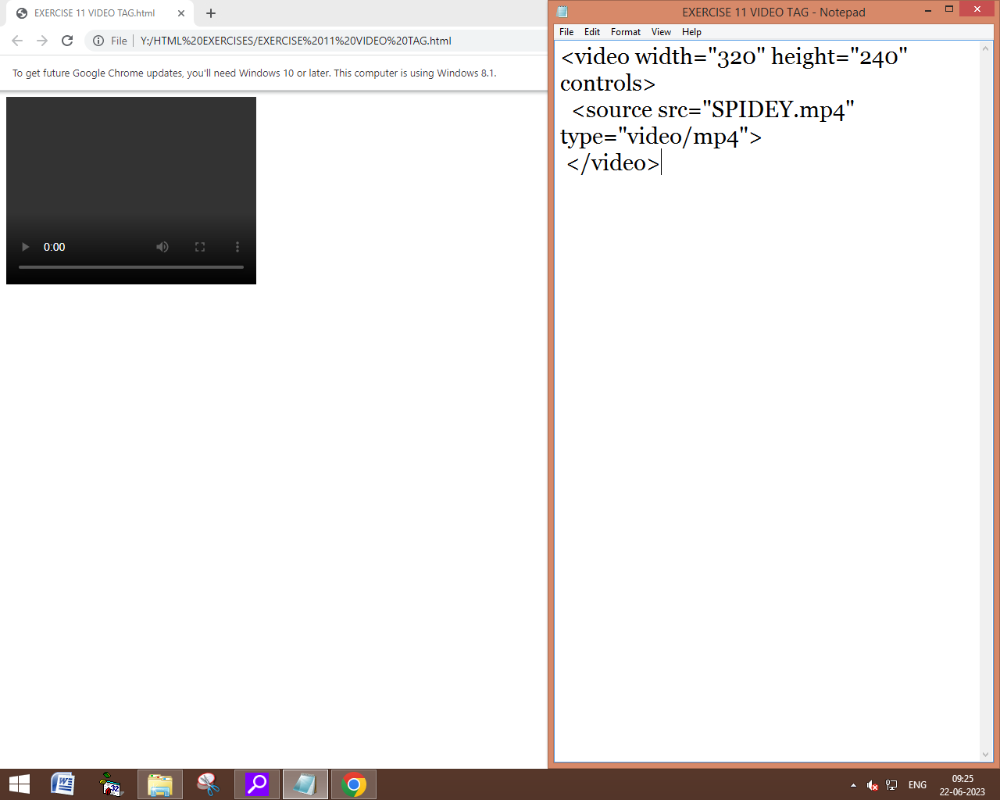 EXERCISE 11 VIDEO TAG.html
File
Y:/HTML%20EXERCISES/EXERCISE%2011%20VIDEO%20TAG.html
To get future Google Chrome updates, you'll need Windows 10 or later. This computer is using Windows 8.1.
0:00
EXERCISE 11 VIDEO TAG - Notepad
File Edit Format View Help
<video width="320" height="240"
controls>
<source src="SPIDEY.mp4"
type="video/mp4">
</video>
W
32
ENG
09:25
22-06-2023